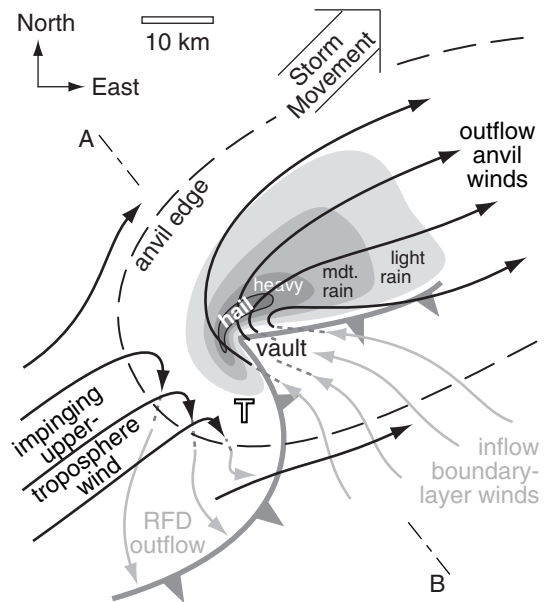 North
10 km
East
Storm
Movement
A
anvil edge
outflow
anvil
winds
light
rain
mdt.
rain
heavy
hail
vault
T
impinging
upper-
troposphere
wind
inflow
boundary-
layer winds
RFD
outflow
B